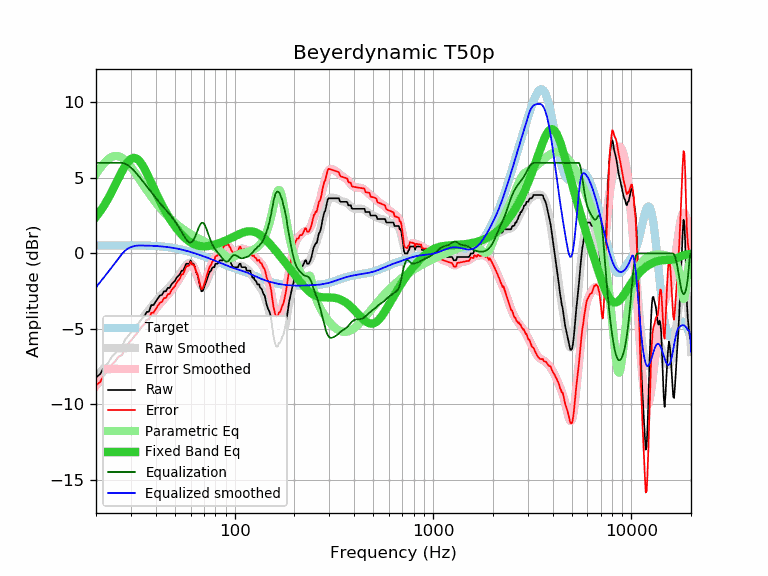 Beyerdynamic T50p
Amplitude (dBr)
10
5
0
−5
−10
−15
Target
Raw Smoothed
Error Smoothed
Raw
Error
Parametric Eq
Fixed Band Eq
Equalization
Equalized smoothed
100
1000
10000
Frequency (Hz)